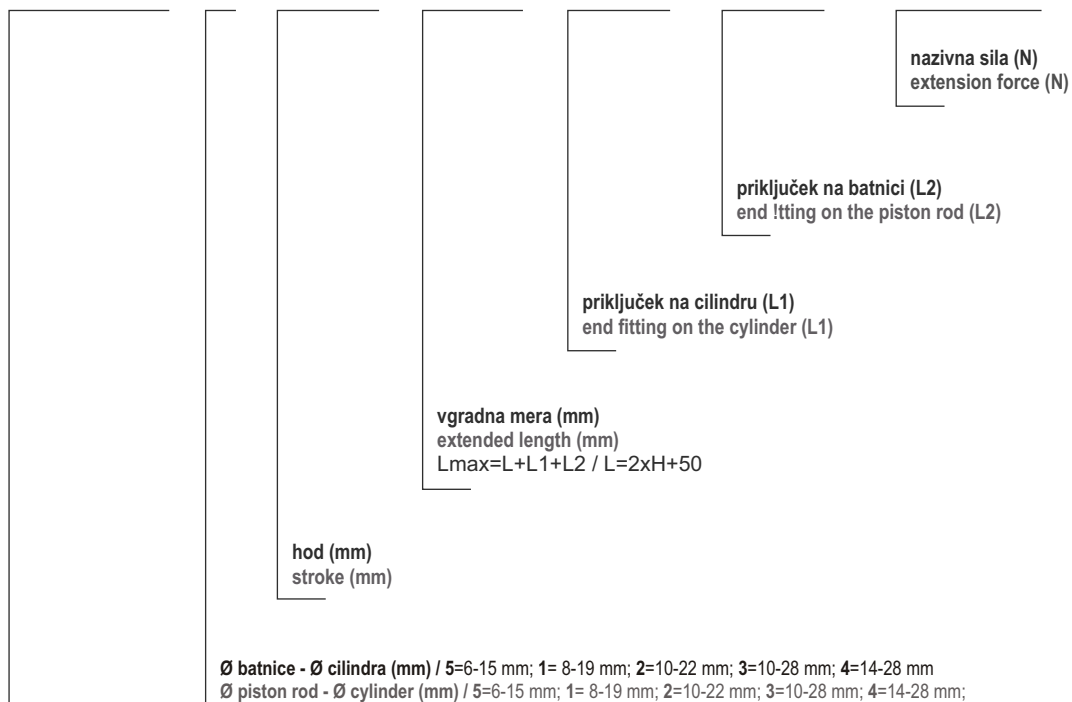 nazivna sila (N)
extension force (N)
priključek na batnici (L2)
end !tting on the piston rod (L2)
priključek na cilindru (L1)
end fitting on the cylinder (L1)
vgradna mera (mm)
extended length (mm)
Lmax=L+L1+L2 / L=2xH+50
hod (mm)
stroke (mm)
Ø batnice - Ø cilindra (mm) / 5=6-15 mm; 1= 8-19 mm; 2=10-22 mm; 3=10-28 mm; 4=14-28 mm
Ø piston rod - Ø cylinder (mm) / 5=6-15 mm; 1= 8-19 mm; 2=10-22 mm; 3=10-28 mm; 4=14-28 mm;